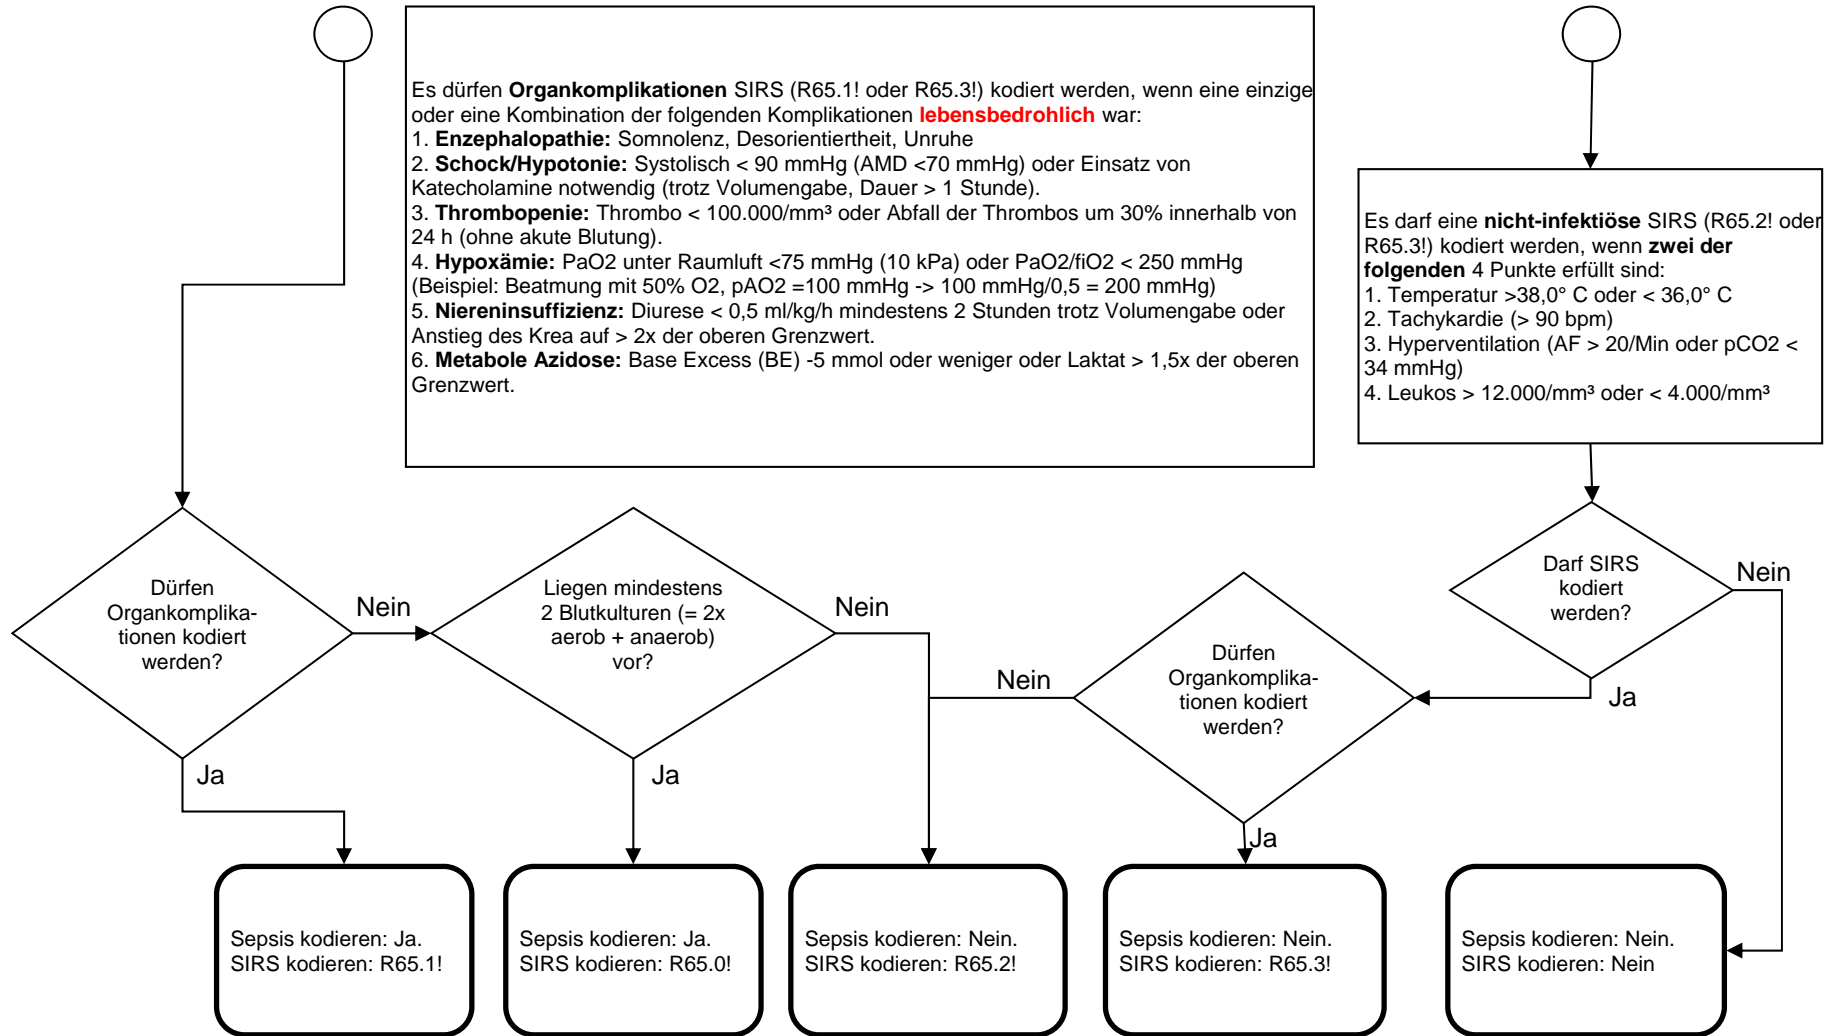 Es dürfen Organkomplikationen SIRS (R65.1! oder R65.3!) kodiert werden, wenn eine einzige
oder eine Kombination der folgenden Komplikationen lebensbedrohlich war:
1. Enzephalopathie: Somnolenz, Desorientiertheit, Unruhe
2. Schock/Hypotonie: Systolisch < 90 mmHg (AMD <70 mmHg) oder Einsatz von
Katecholamine notwendig (trotz Volumengabe, Dauer > 1 Stunde).
3. Thrombopenie: Thrombo < 100.000/mm³ oder Abfall der Thrombos um 30% innerhalb von
24 h (ohne akute Blutung).
4. Hypoxämie: PaO2 unter Raumluft <75 mmHg (10 kPa) oder PaO2/fiO2 < 250 mmHg
(Beispiel: Beatmung mit 50% O2, pAO2 =100 mmHg -> 100 mmHg/0,5 = 200 mmHg)
5. Niereninsuffizienz: Diurese < 0,5 ml/kg/h mindestens 2 Stunden trotz Volumengabe oder
Anstieg des Krea auf > 2x der oberen Grenzwert.
6. Metabole Azidose: Base Excess (BE) -5 mmol oder weniger oder Laktat > 1,5x der oberen
Grenzwert.
Es darf eine nicht-infektiöse SIRS (R65.2! oder
R65.3!) kodiert werden, wenn zwei der
folgenden 4 Punkte erfüllt sind:
1. Temperatur >38,0° C oder < 36,0° C
2. Tachykardie (> 90 bpm)
3. Hyperventilation (AF > 20/Min oder pCO2 <
34 mmHg)
4. Leukos > 12.000/mm³ oder < 4.000/mm³
Dürfen
Organkomplika-
tionen kodiert
werden?
Nein
Ja
Liegen mindestens
2 Blutkulturen (= 2x
aerob + anaerob)
vor?
Nein
Ja
Dürfen
Organkomplika-
tionen kodiert
werden?
Nein
Ja
Darf SIRS
kodiert
werden?
Nein
Ja
Sepsis kodieren: Ja.
SIRS kodieren: R65.1!
Sepsis kodieren: Ja.
SIRS kodieren: R65.0!
Sepsis kodieren: Nein.
SIRS kodieren: R65.2!
Sepsis kodieren: Nein.
SIRS kodieren: R65.3!
Sepsis kodieren: Nein.
SIRS kodieren: Nein